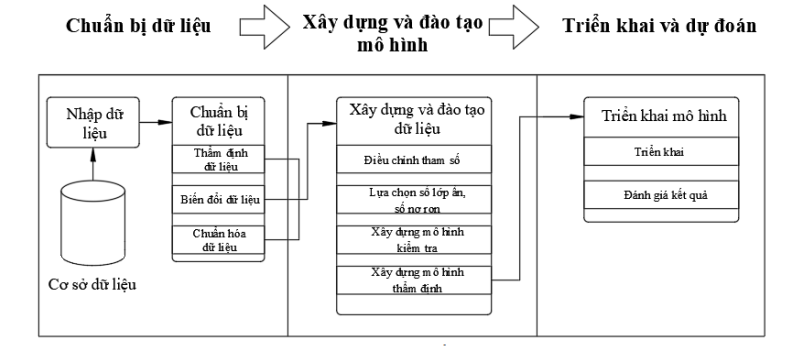 Chuẩn bị dữ liệu
Xây dựng và đào tạo
mô hình
Triển khai và dự đoán
Nhập dữ
liệu
Cơ sở dữ liệu
Chuẩn bị
dữ liệu
Thẩm định
dữ liệu
Biến đổi dữ liệu
Chuẩn hóa
dữ liệu
Xây dựng và đào tạo
dữ liệu
Điều chỉnh tham số
Lựa chọn số lớp ẩn,
số nơ ron
Xây dựng mô hình
kiểm tra
Xây dựng mô hình
thẩm định
Triển khai mô hình
Triển khai
Đánh giá kết quả